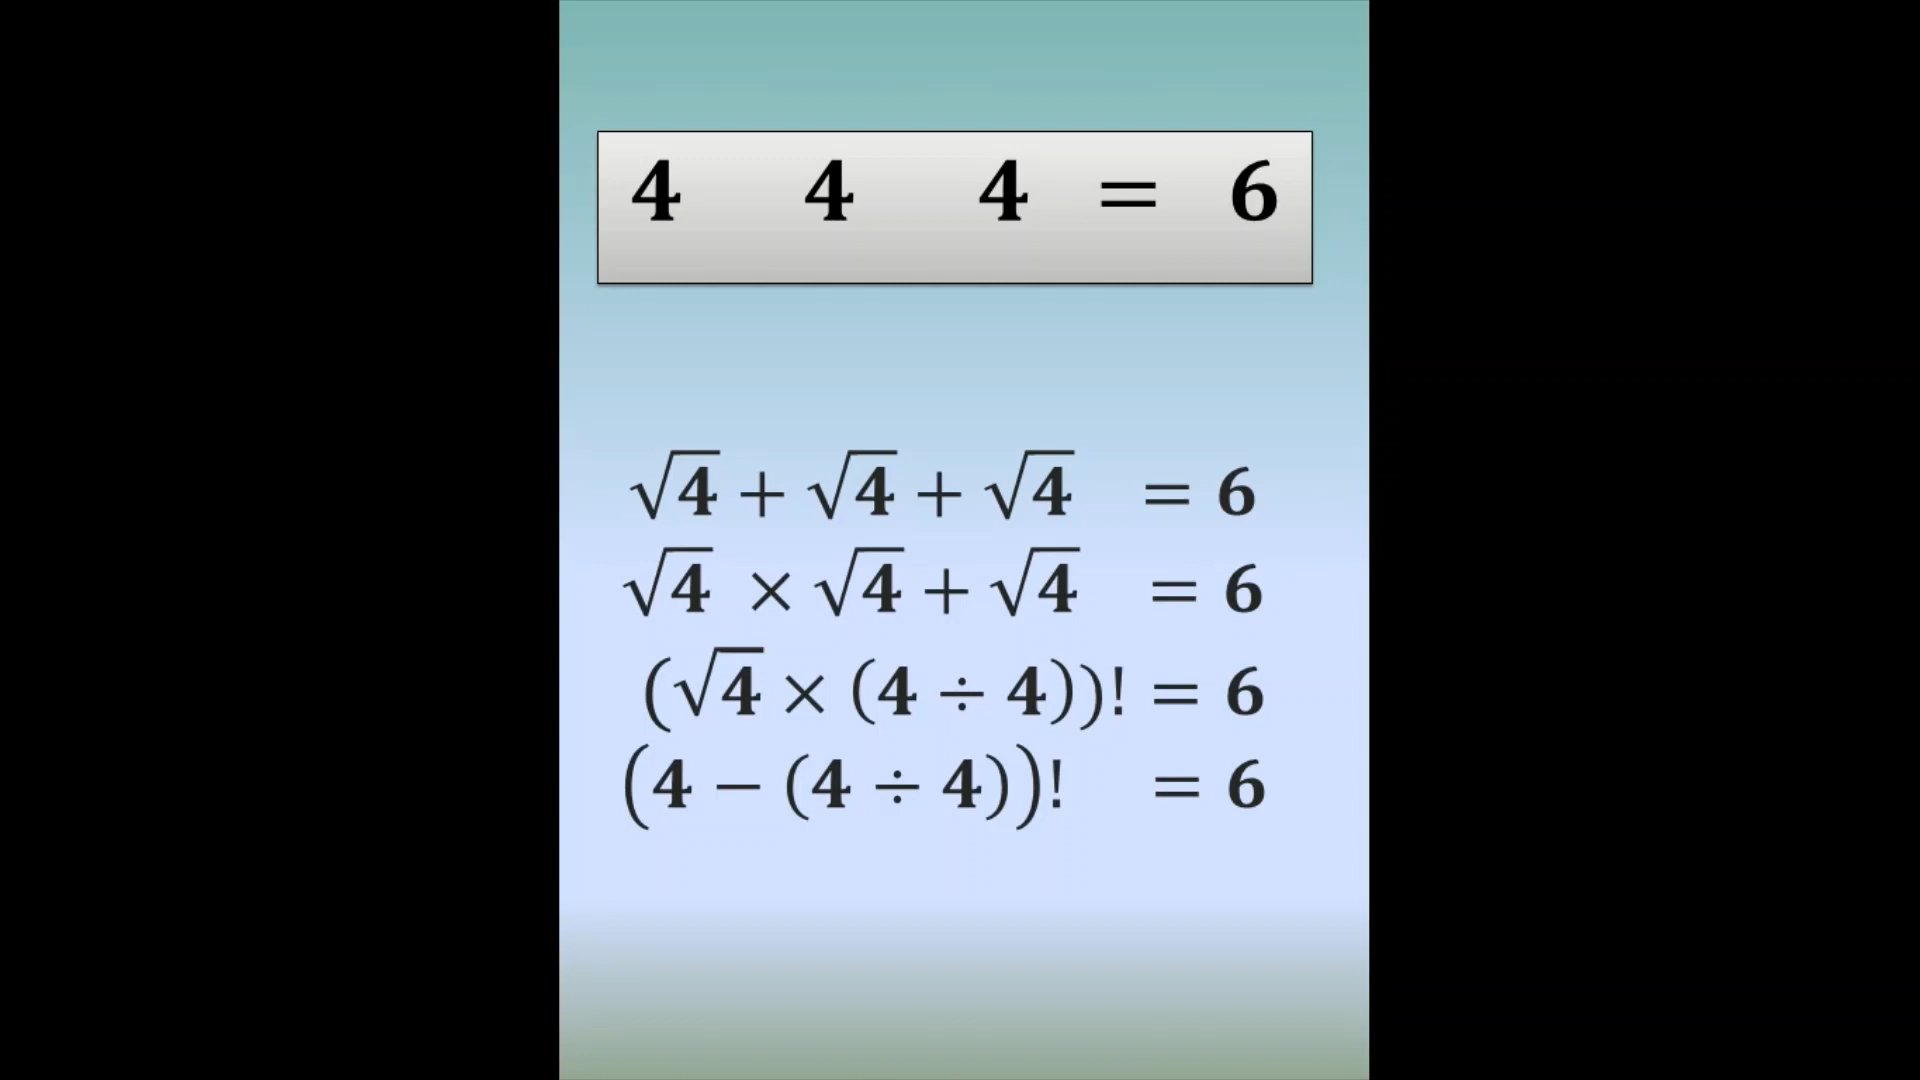 4 4 4 = 6
√4 + √4 + √4 = 6
√4 × √4 + √4 = 6
(√4 × (4 ÷ 4))! = 6
(4 − (4 ÷ 4))! = 6